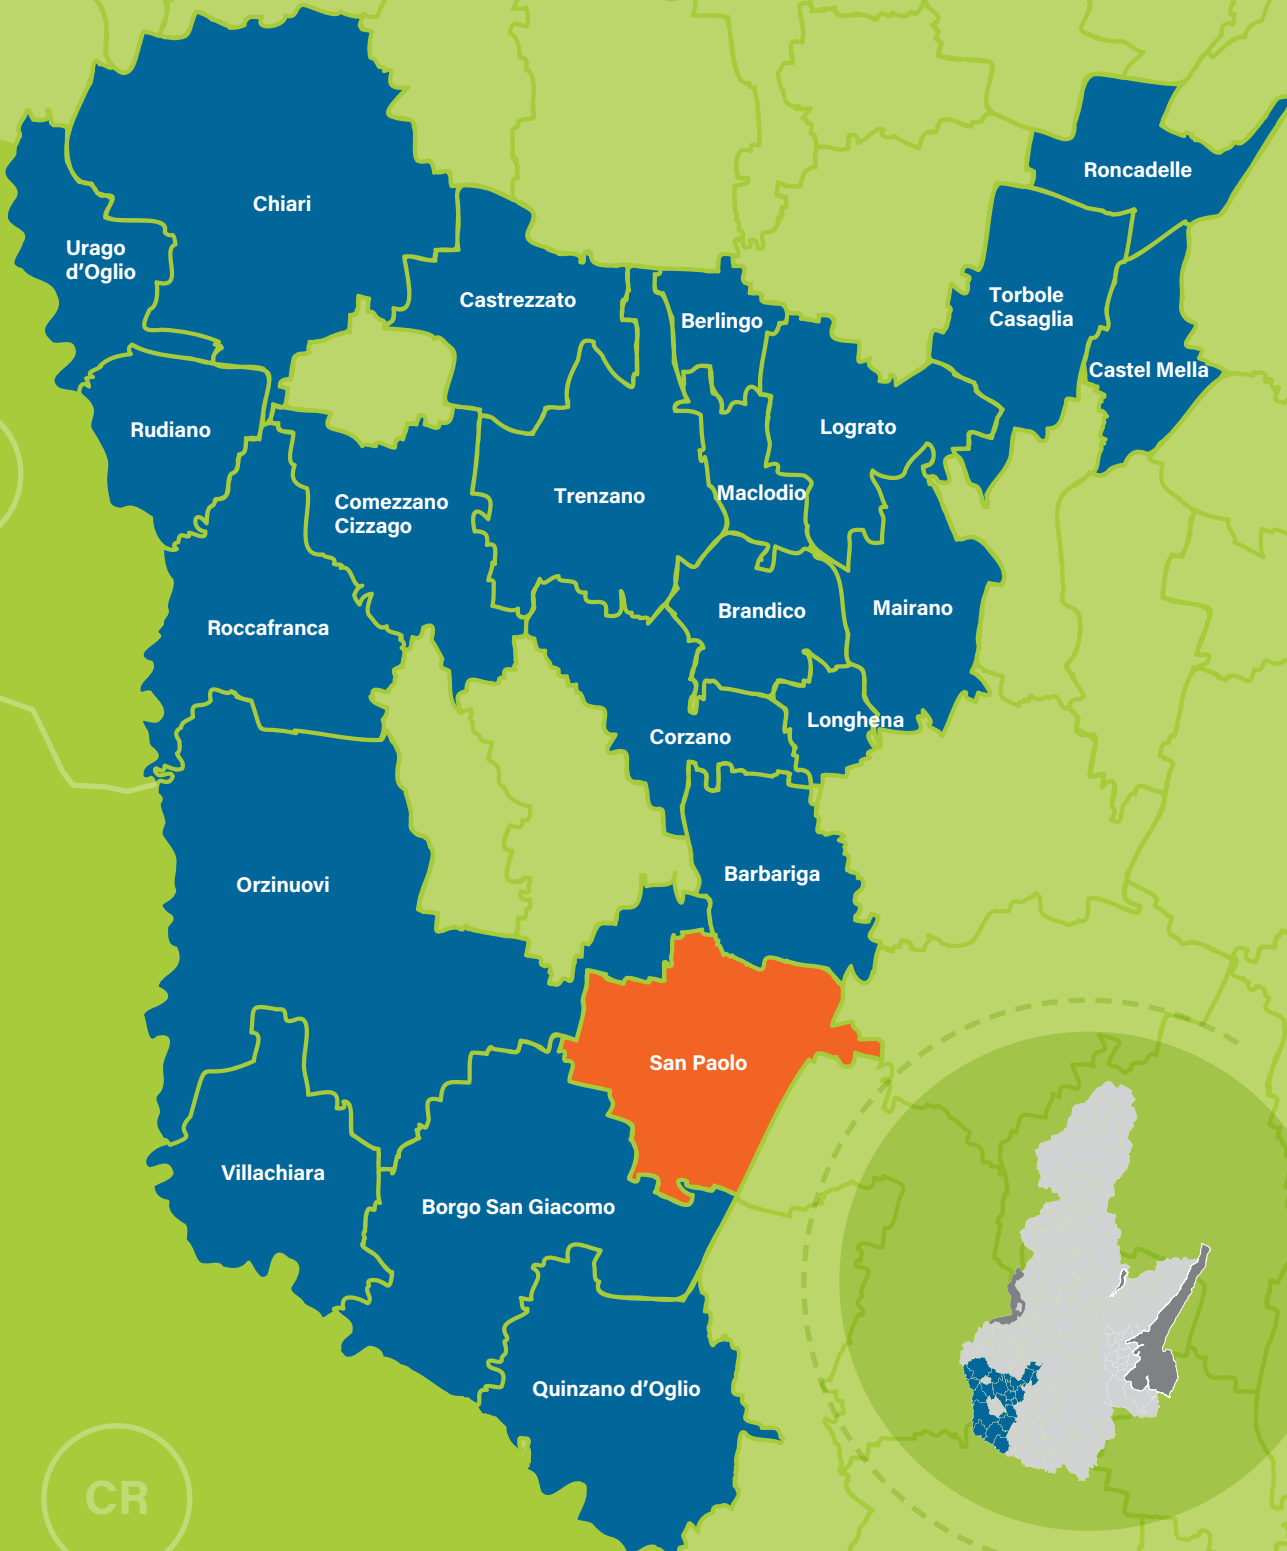 Roncadelle
Chiari
Urago
d’Oglio
Castrezzato
Berlingo
Torbole
Casaglia
Castel Mella
Rudiano
Lograto
Comezzano
Cizzago
Trenzano
Maclodio
Brandico
Mairano
Roccafranca
Corzano
Longhena
Orzinuovi
Barbariga
San Paolo
Villachiara
Borgo San Giacomo
Quinzano d’Oglio
CR